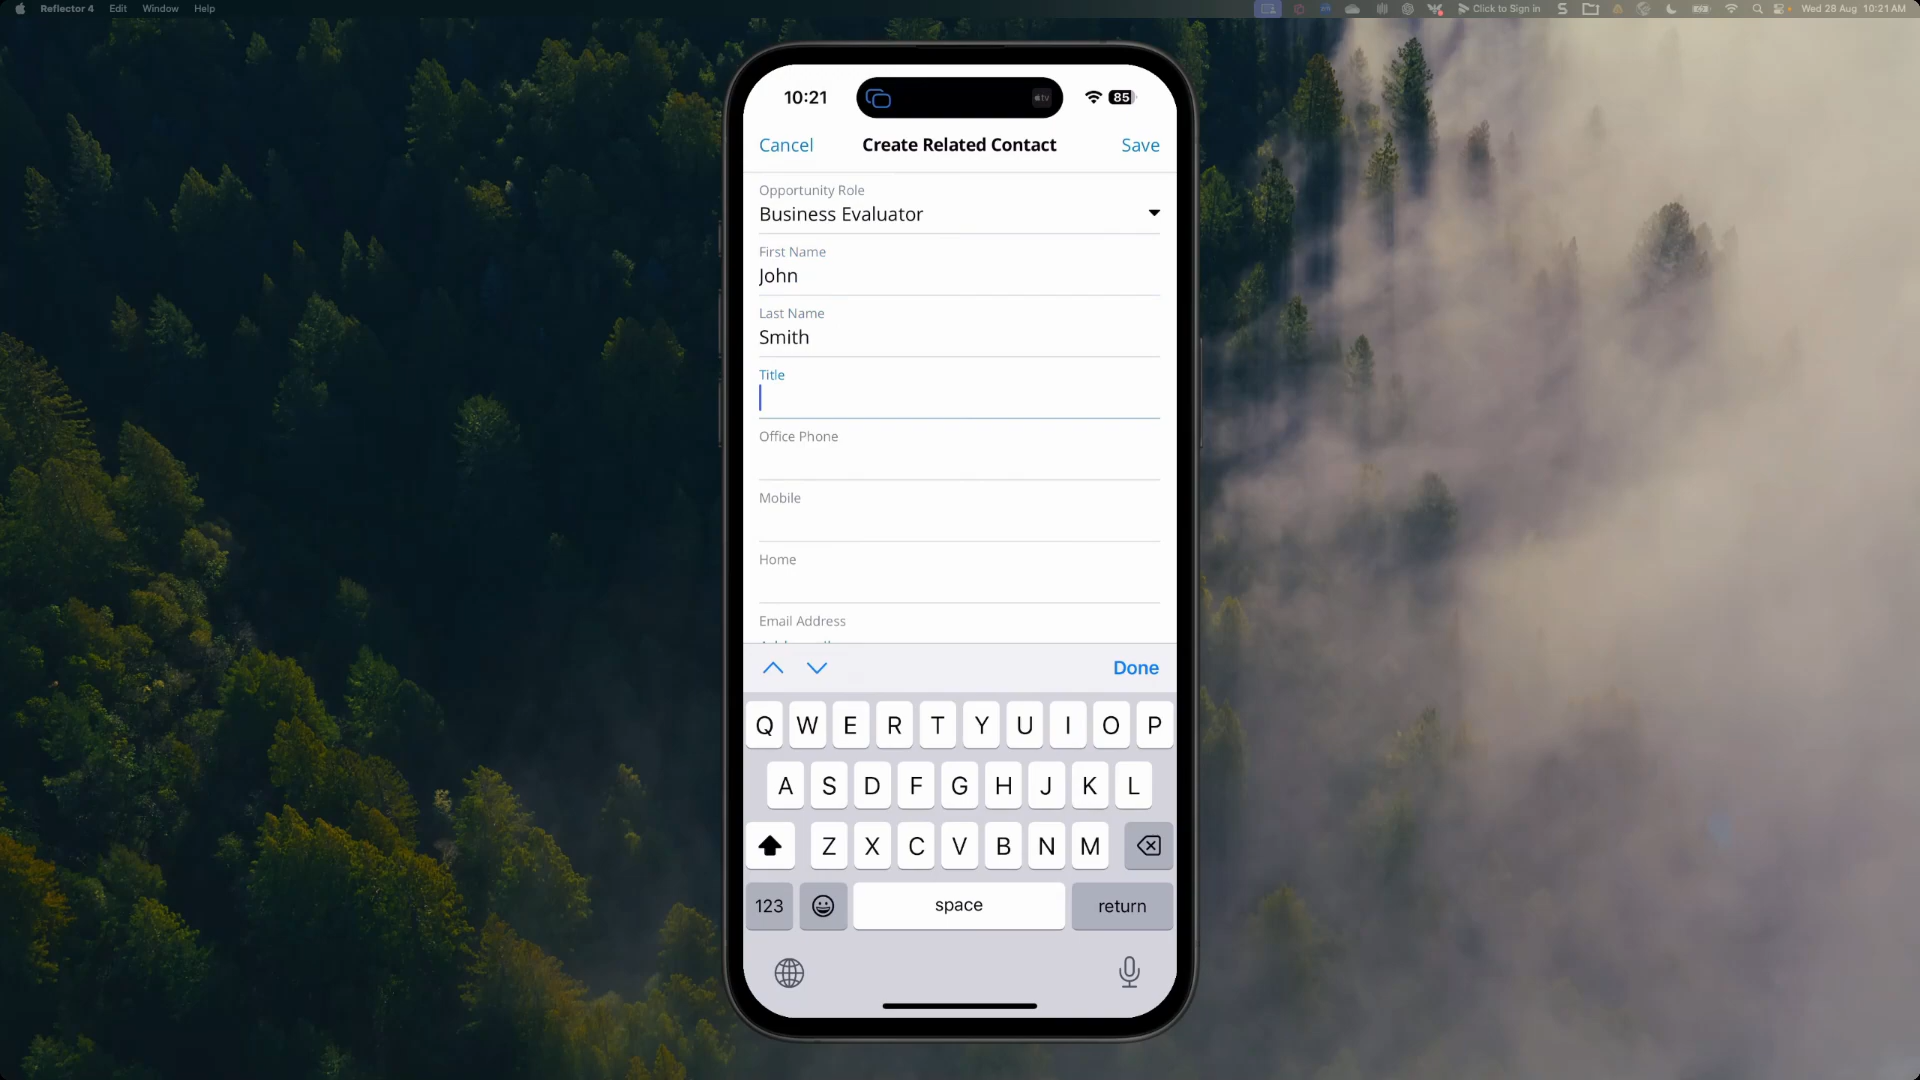 Reflector 4 Edit Window Help
Click to Sign in
Wed 28 Aug 10:21 AM
10:21
tv
85
Cancel
Create Related Contact
Save
Opportunity Role
Business Evaluator
First Name
John
Last Name
Smith
Title
Office Phone
Mobile
Home
Email Address
Done
Q W E R T Y U I O P
A S D F G H J K L
Z X C V B N M
123 space return